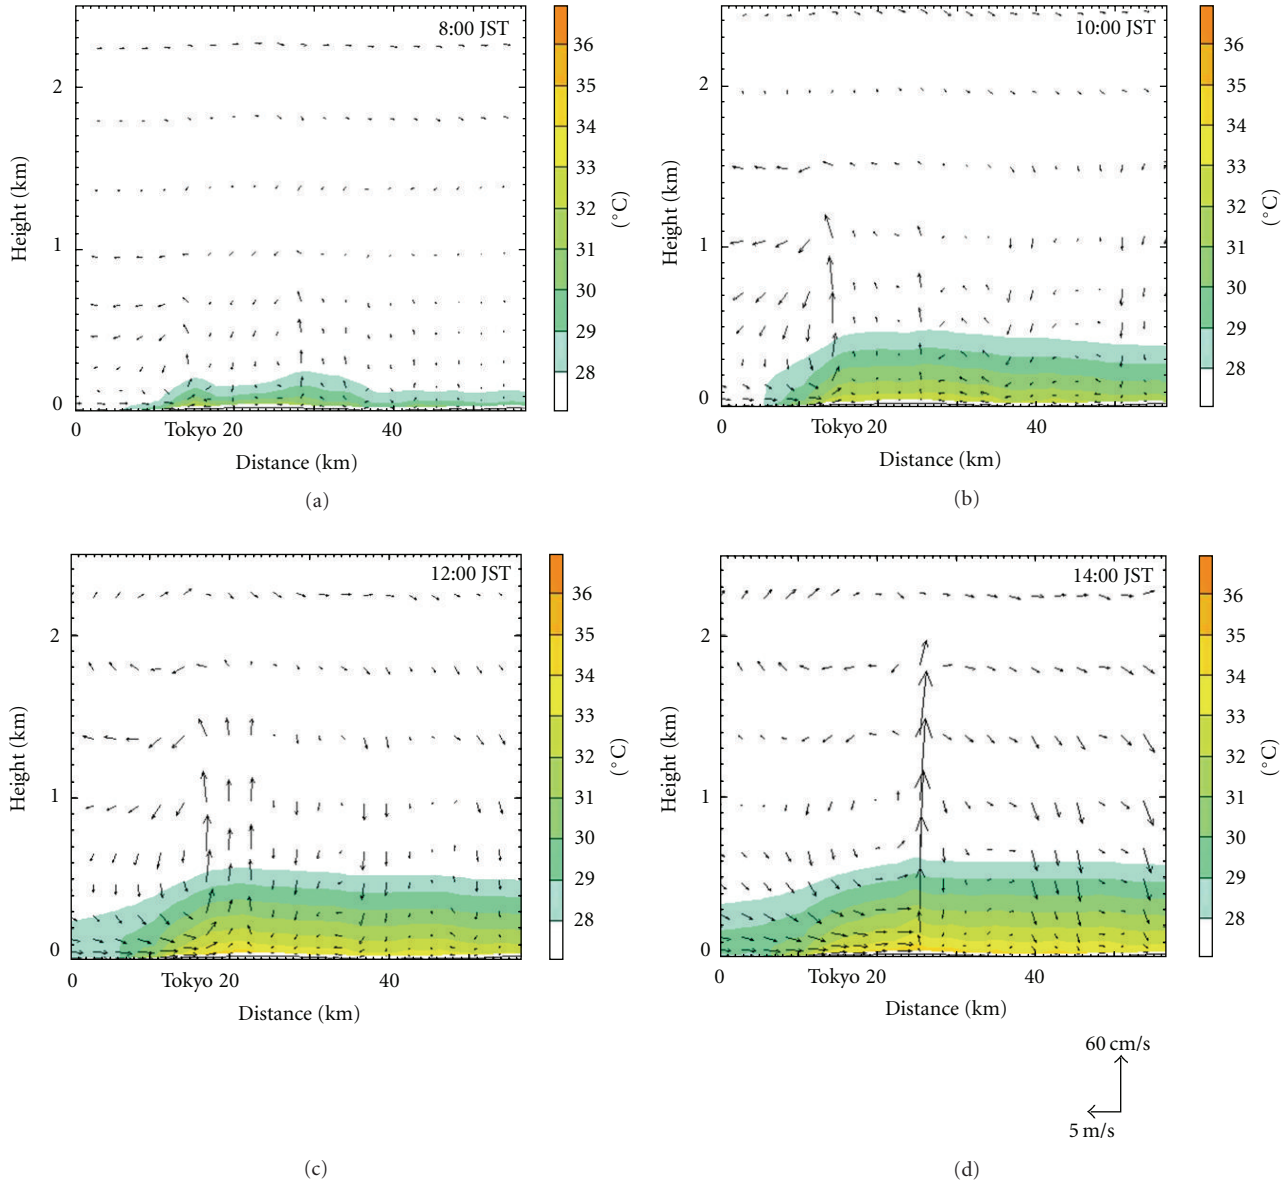 8:00 JST
2
1
0
Height (km)
0
Tokyo 20
40
Distance (km)
36
35
34
33
32
31
30
29
28
(°C)
(a)
10:00 JST
2
1
0
Height (km)
0
Tokyo 20
40
Distance (km)
36
35
34
33
32
31
30
29
28
(°C)
(b)
12:00 JST
2
1
0
Height (km)
0
Tokyo 20
40
Distance (km)
36
35
34
33
32
31
30
29
28
(°C)
(c)
14:00 JST
2
1
0
Height (km)
0
Tokyo 20
40
Distance (km)
36
35
34
33
32
31
30
29
28
(°C)
60 cm/s
5 m/s
(d)